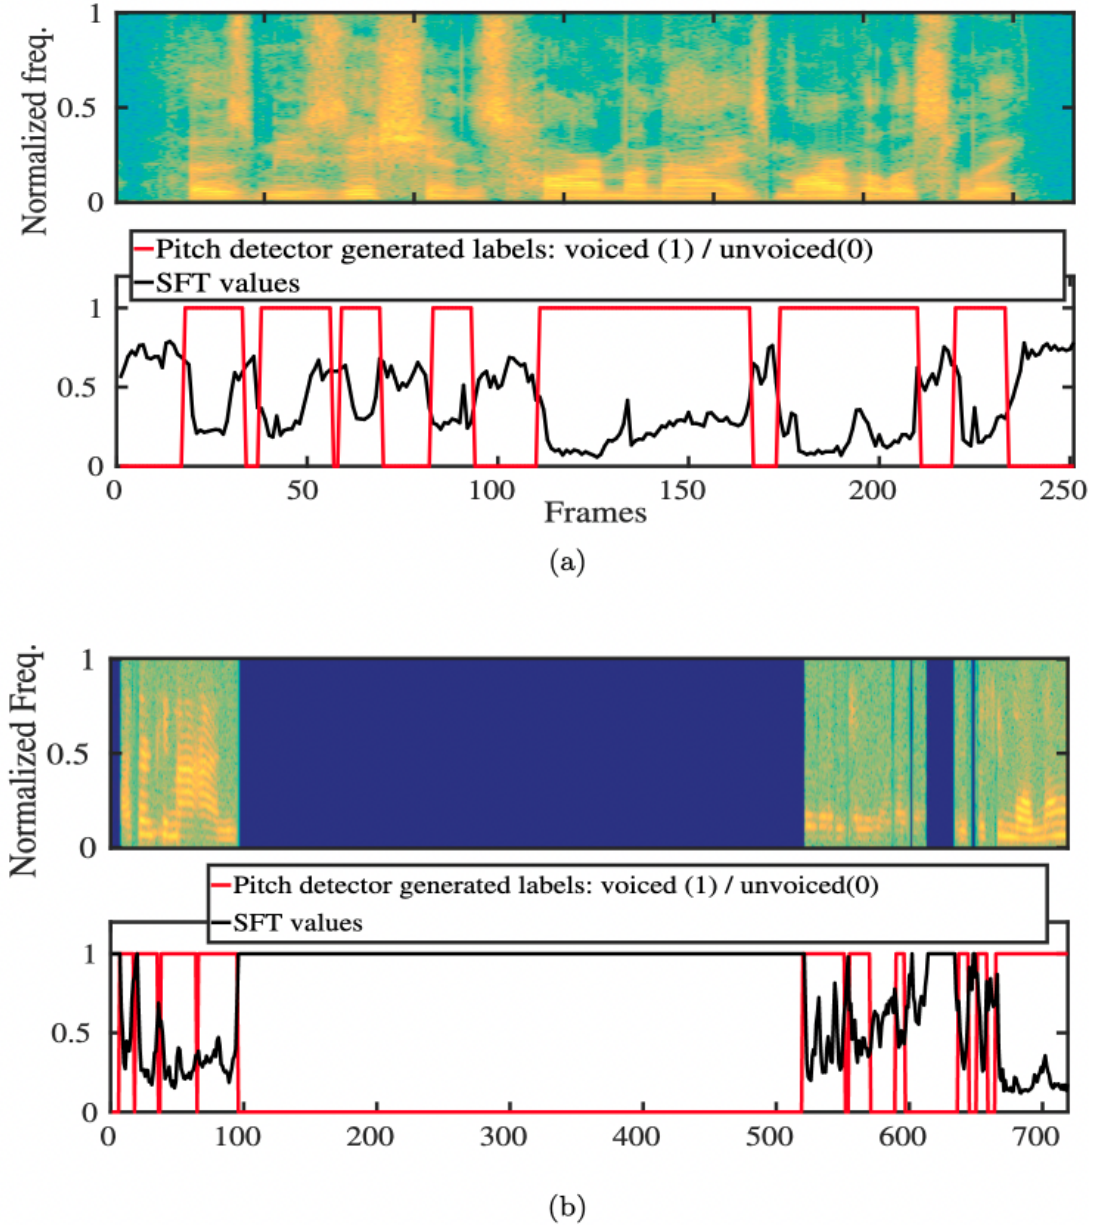 Normalized freq.
1
0.5
0
Pitch detector generated labels: voiced (1) / unvoiced(0)
SFT values
1
0.5
0
0 50 100 150 200 250
Frames
(a)
Normalized Freq.
1
0.5
0
Pitch detector generated labels: voiced (1) / unvoiced(0)
SFT values
1
0.5
0
0 100 200 300 400 500 600 700
(b)